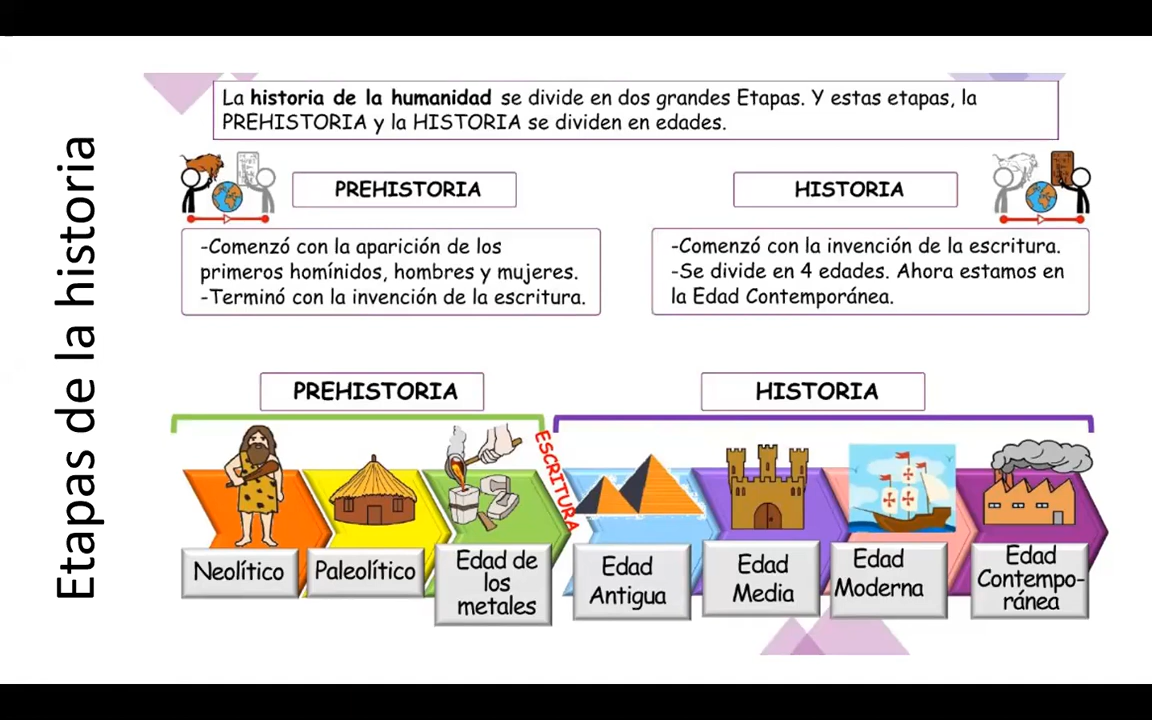 Etapas de la historia
La historia de la humanidad se divide en dos grandes Etapas. Y estas etapas, la
PREHISTORIA y la HISTORIA se dividen en edades.
PREHISTORIA
-Comenzó con la aparición de los
primeros homínidos, hombres y mujeres.
-Terminó con la invención de la escritura.
HISTORIA
-Comenzó con la invención de la escritura.
-Se divide en 4 edades. Ahora estamos en
la Edad Contemporánea.
PREHISTORIA
HISTORIA
Neolítico
Paleolítico
Edad de
los
metales
ESCRITURA
Edad
Antigua
Edad
Media
Edad
Moderna
Edad
Contempo-
ránea